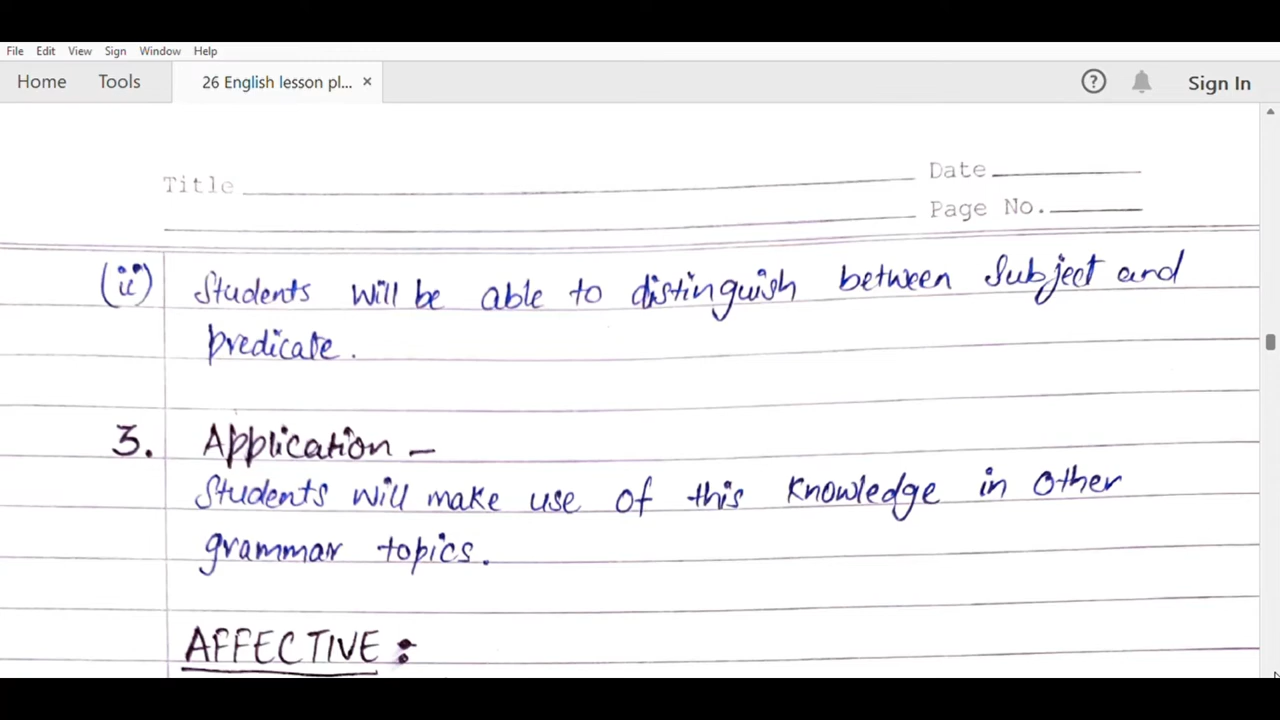 File Edit View Sign Window Help
Home Tools 26 English lesson pl... × ? Sign In
Title Date
Page No.
(ii) Students will be able to distinguish between Subject and
predicate.
3. Application –
Students will make use of this knowledge in other
grammar topics.
AFFECTIVE :